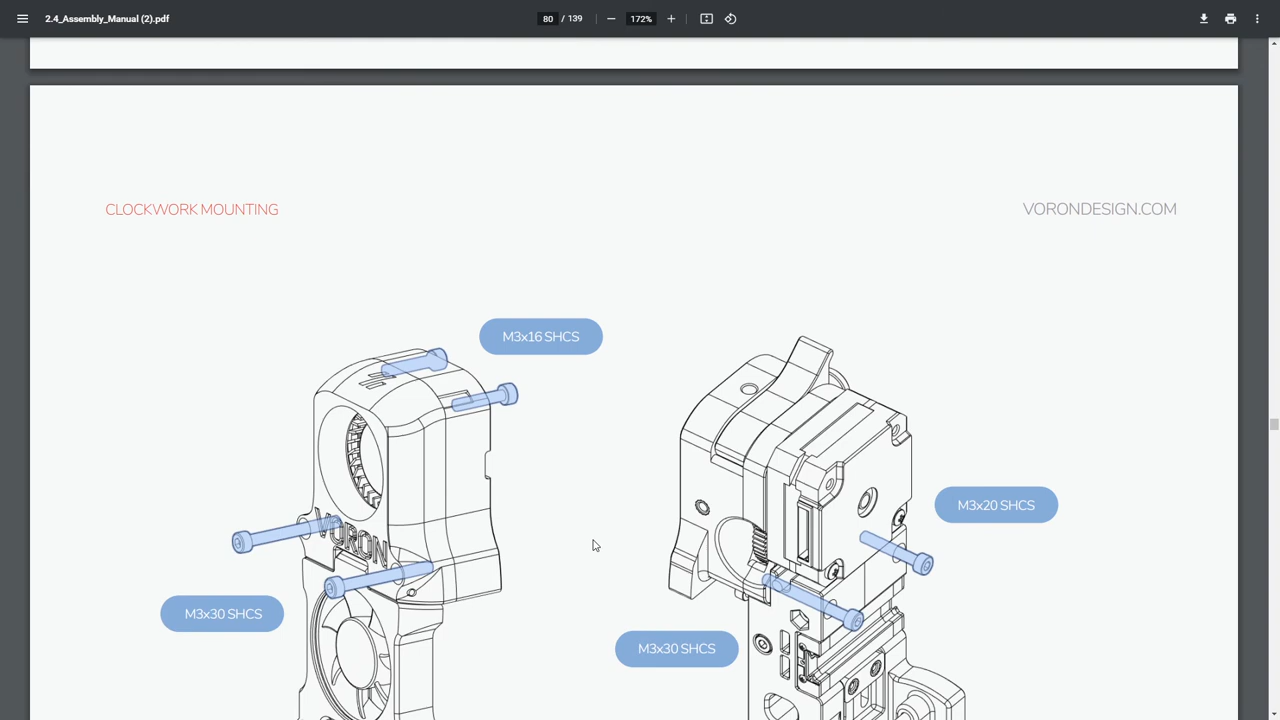 2.4_Assembly_Manual (2).pdf
80 / 139
172%
CLOCKWORK MOUNTING
VORONDESIGN.COM
M3x16 SHCS
M3x20 SHCS
VORON
M3x30 SHCS
M3x30 SHCS